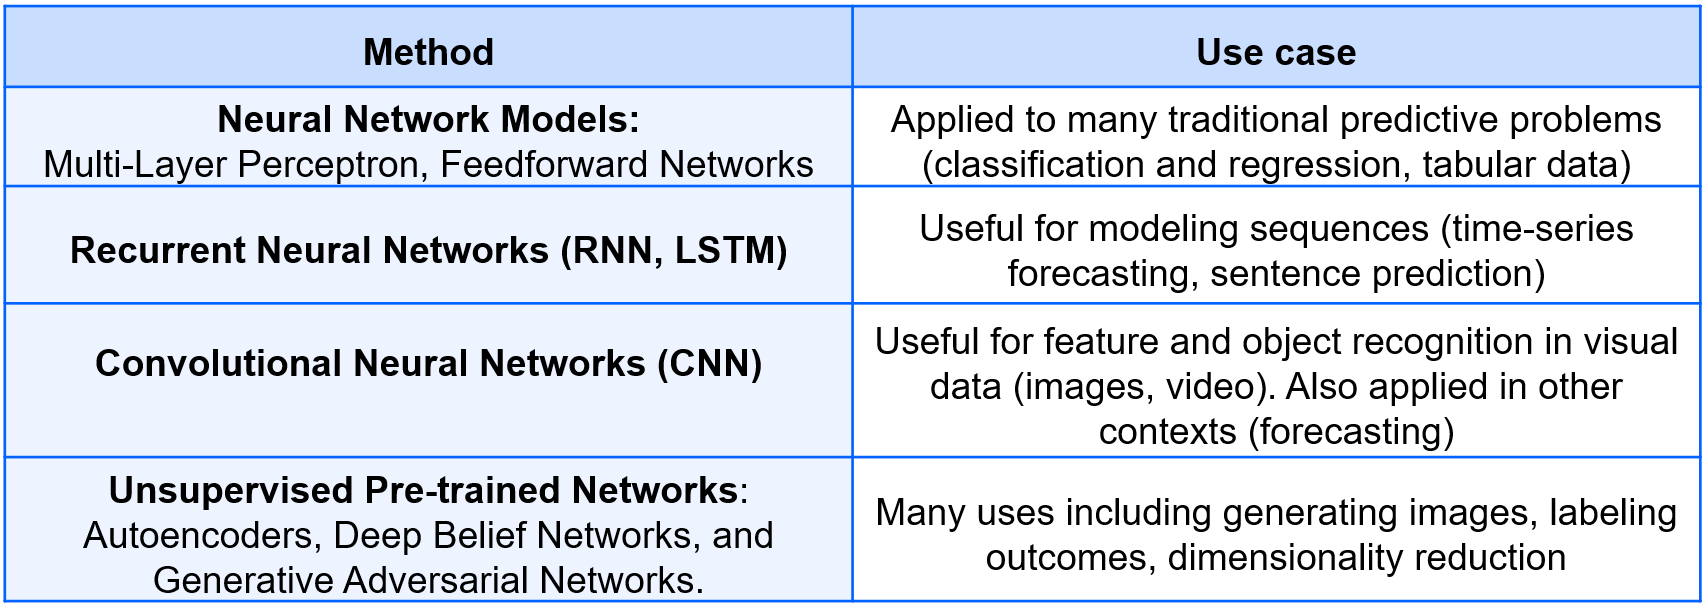 Method
Use case
Neural Network Models:
Multi-Layer Perceptron, Feedforward Networks
Applied to many traditional predictive problems
(classification and regression, tabular data)
Recurrent Neural Networks (RNN, LSTM)
Useful for modeling sequences (time-series
forecasting, sentence prediction)
Convolutional Neural Networks (CNN)
Useful for feature and object recognition in visual
data (images, video). Also applied in other
contexts (forecasting)
Unsupervised Pre-trained Networks:
Autoencoders, Deep Belief Networks, and
Generative Adversarial Networks.
Many uses including generating images, labeling
outcomes, dimensionality reduction